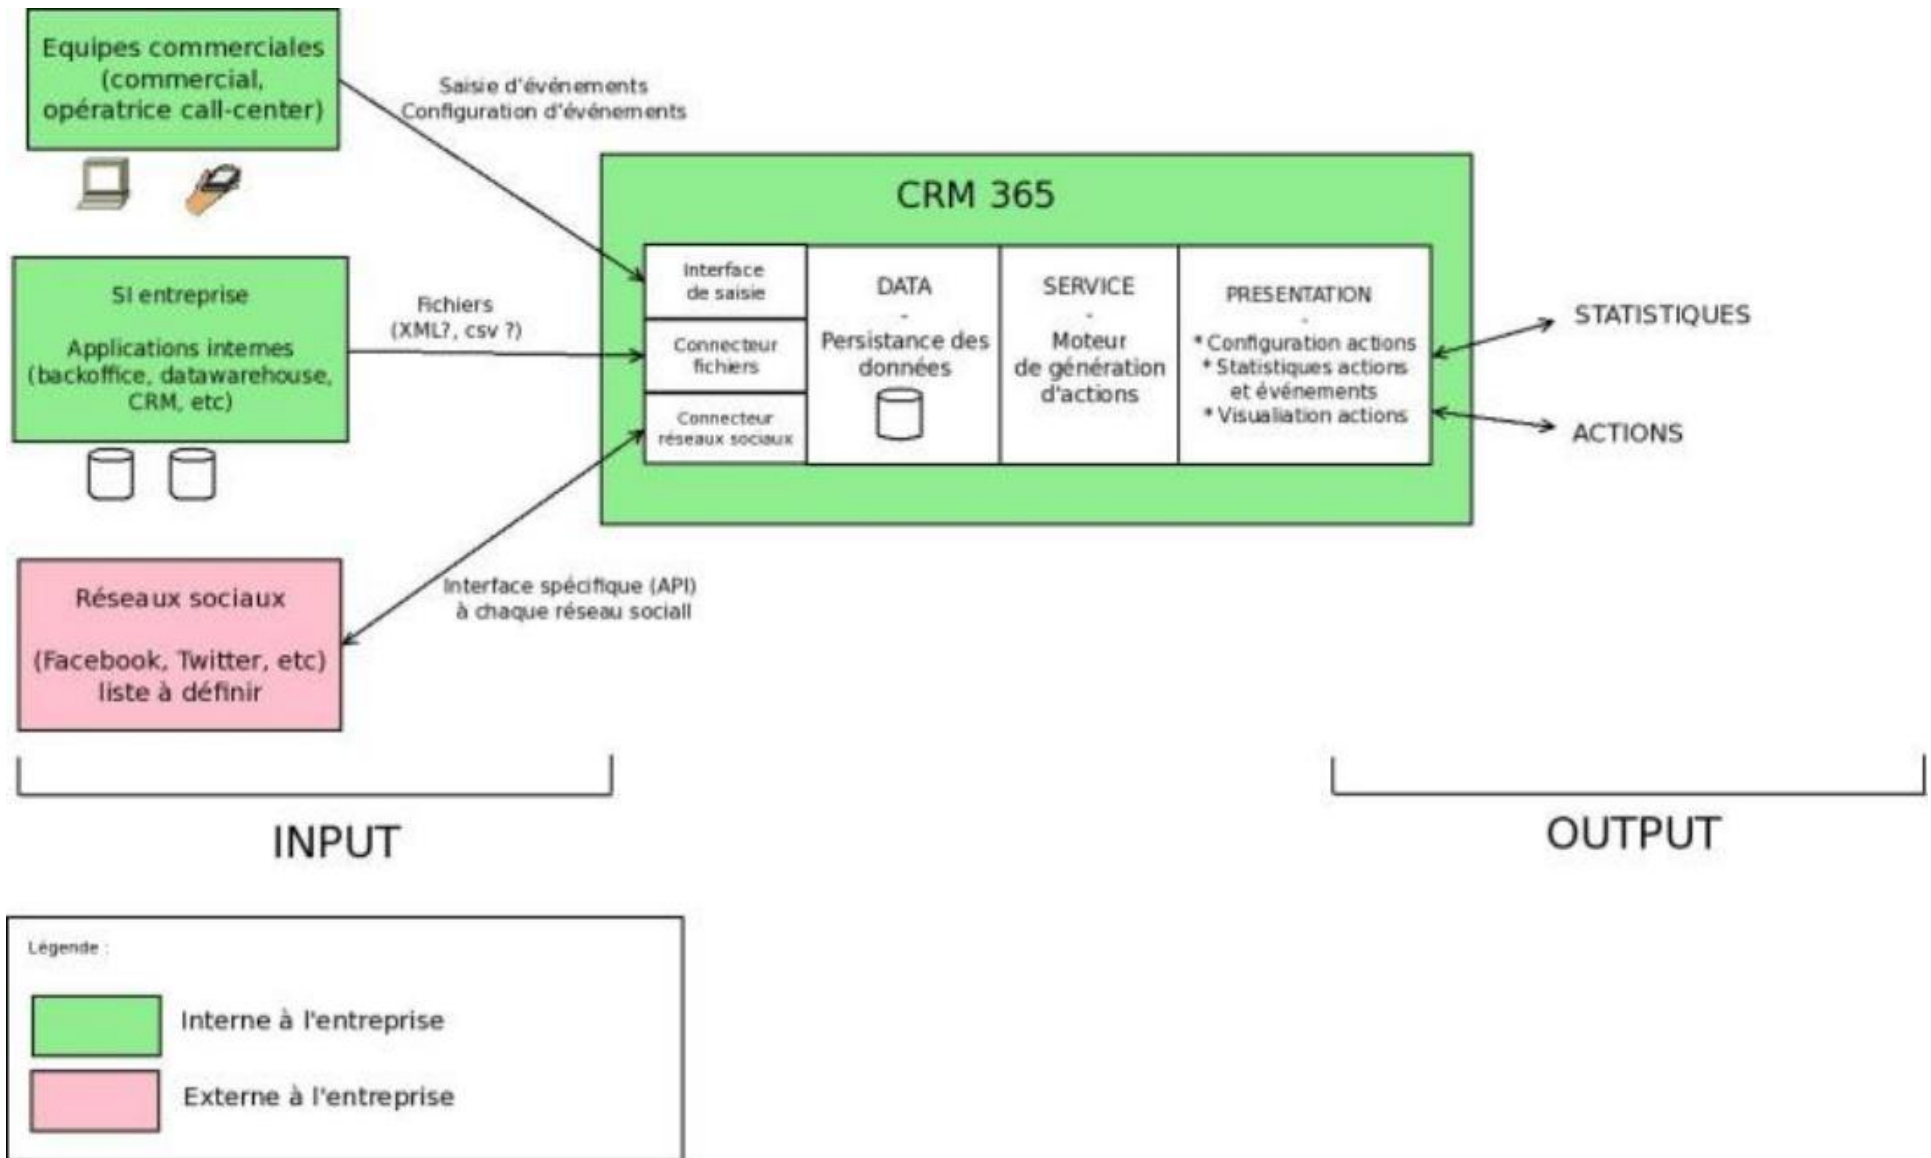 Equipes commerciales
(commercial,
opératrice call-center)
Saisie d'événements
Configuration d'événements
SI entreprise
Applications internes
(backoffice, datawarehouse,
CRM, etc)
Fichiers
(XML?, csv ?)
Réseaux sociaux
(Facebook, Twitter, etc)
liste à définir
Interface spécifique (API)
à chaque réseau sociall
CRM 365
Interface
de saisie
Connecteur
fichiers
Connecteur
réseaux sociaux
DATA
-
Persistance des
données
SERVICE
-
Moteur
de génération
d'actions
PRESENTATION
-
* Configuration actions
* Statistiques actions
et événements
* Visualiation actions
STATISTIQUES
ACTIONS
INPUT
OUTPUT
Légende :
Interne à l'entreprise
Externe à l'entreprise